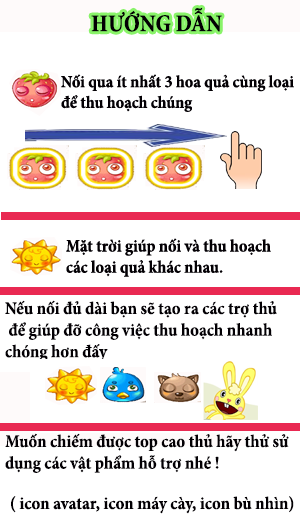 HƯỚNG DẪN
Nối qua ít nhất 3 hoa quả cùng loại
để thu hoạch chúng
Mặt trời giúp nối và thu hoạch
các loại quả khác nhau.
Nếu nối đủ dài bạn sẽ tạo ra các trợ thủ
để giúp đỡ công việc thu hoạch nhanh
chóng hơn đấy
Muốn chiếm được top cao thủ hãy thử sử
dụng các vật phẩm hỗ trợ nhé !
( icon avatar, icon máy cày, icon bù nhìn)